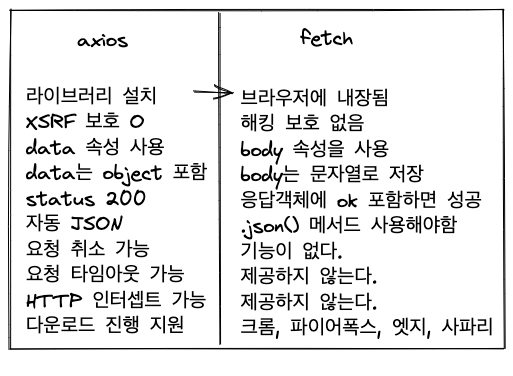 axios
fetch
라이브러리 설치
브라우저에 내장됨
XSRF 보호 O
해킹 보호 없음
data 속성 사용
body 속성을 사용
data는 object 포함
body는 문자열로 저장
status 200
응답객체에 ok 포함하면 성공
자동 JSON
.json() 메서드 사용해야함
요청 취소 가능
기능이 없다.
요청 타임아웃 가능
제공하지 않는다.
HTTP 인터셉트 가능
제공하지 않는다.
다운로드 진행 지원
크롬, 파이어폭스, 엣지, 사파리